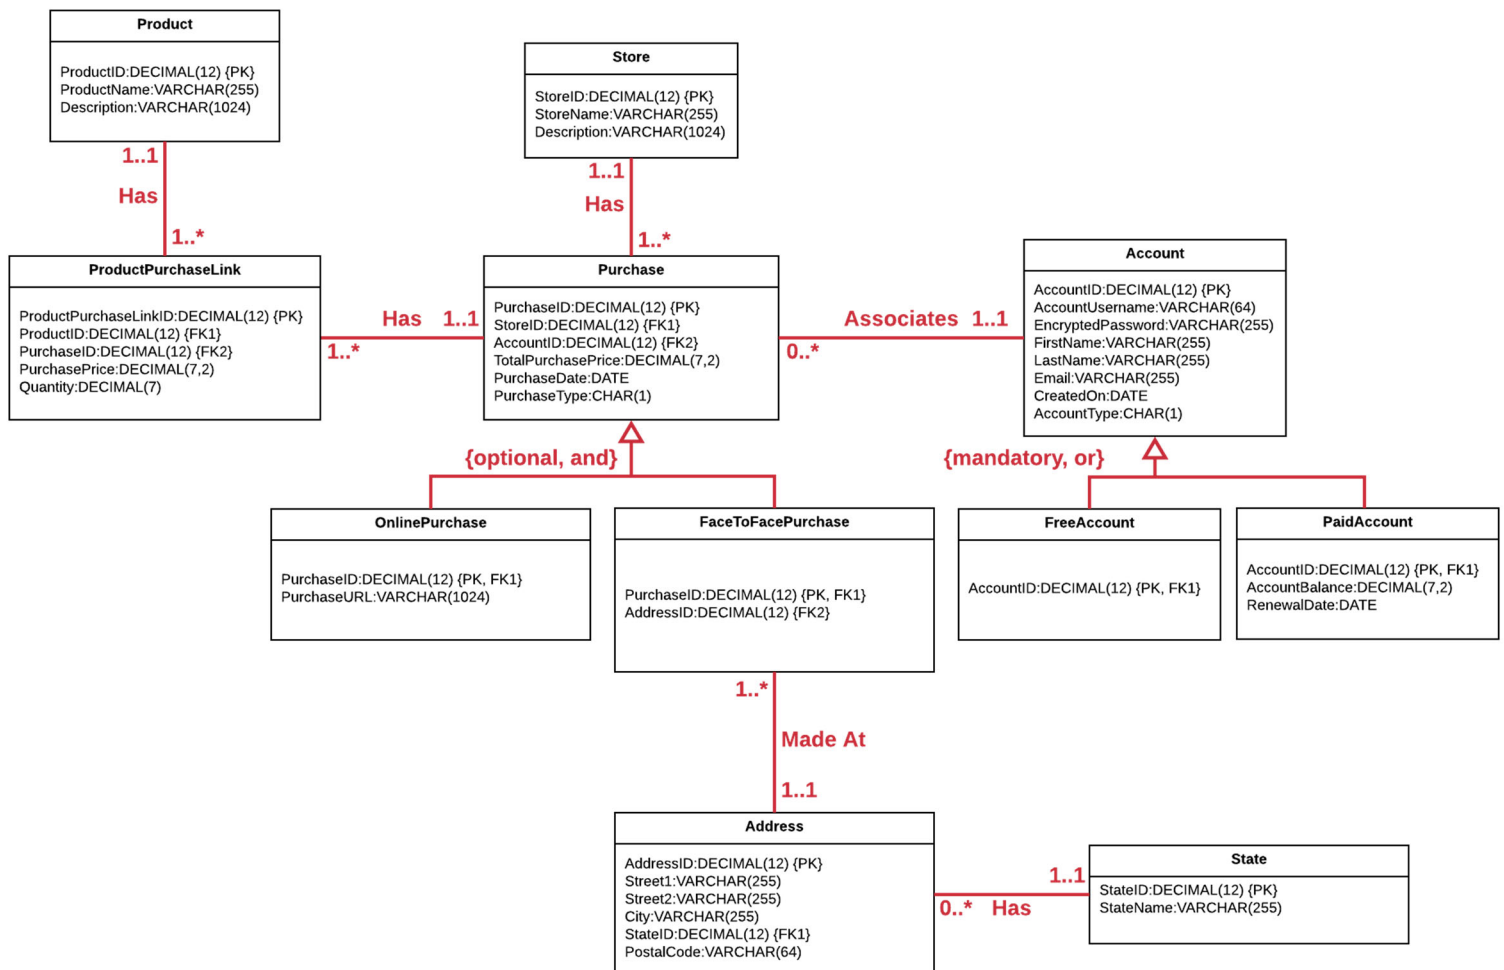 Product
ProductID:DECIMAL(12) {PK}
ProductName:VARCHAR(255)
Description:VARCHAR(1024)
1..1
Has
1..*
Store
StoreID:DECIMAL(12) {PK}
StoreName:VARCHAR(255)
Description:VARCHAR(1024)
1..1
Has
1..*
ProductPurchaseLink
ProductPurchaseLinkID:DECIMAL(12) {PK}
ProductID:DECIMAL(12) {FK1}
PurchaseID:DECIMAL(12) {FK2}
PurchasePrice:DECIMAL(7,2)
Quantity:DECIMAL(7)
Has 1..1
1..*
Purchase
PurchaseID:DECIMAL(12) {PK}
StoreID:DECIMAL(12) {FK1}
AccountID:DECIMAL(12) {FK2}
TotalPurchasePrice:DECIMAL(7,2)
PurchaseDate:DATE
PurchaseType:CHAR(1)
Associates 1..1
0..*
Account
AccountID:DECIMAL(12) {PK}
AccountUsername:VARCHAR(64)
EncryptedPassword:VARCHAR(255)
FirstName:VARCHAR(255)
LastName:VARCHAR(255)
Email:VARCHAR(255)
CreatedOn:DATE
AccountType:CHAR(1)
{optional, and}
{mandatory, or}
OnlinePurchase
PurchaseID:DECIMAL(12) {PK, FK1}
PurchaseURL:VARCHAR(1024)
FaceToFacePurchase
PurchaseID:DECIMAL(12) {PK, FK1}
AddressID:DECIMAL(12) {FK2}
FreeAccount
AccountID:DECIMAL(12) {PK, FK1}
PaidAccount
AccountID:DECIMAL(12) {PK, FK1}
AccountBalance:DECIMAL(7,2)
RenewalDate:DATE
1..*
Made At
1..1
Address
AddressID:DECIMAL(12) {PK}
Street1:VARCHAR(255)
Street2:VARCHAR(255)
City:VARCHAR(255)
StateID:DECIMAL(12) {FK1}
PostalCode:VARCHAR(64)
1..1
0..* Has
State
StateID:DECIMAL(12) {PK}
StateName:VARCHAR(255)